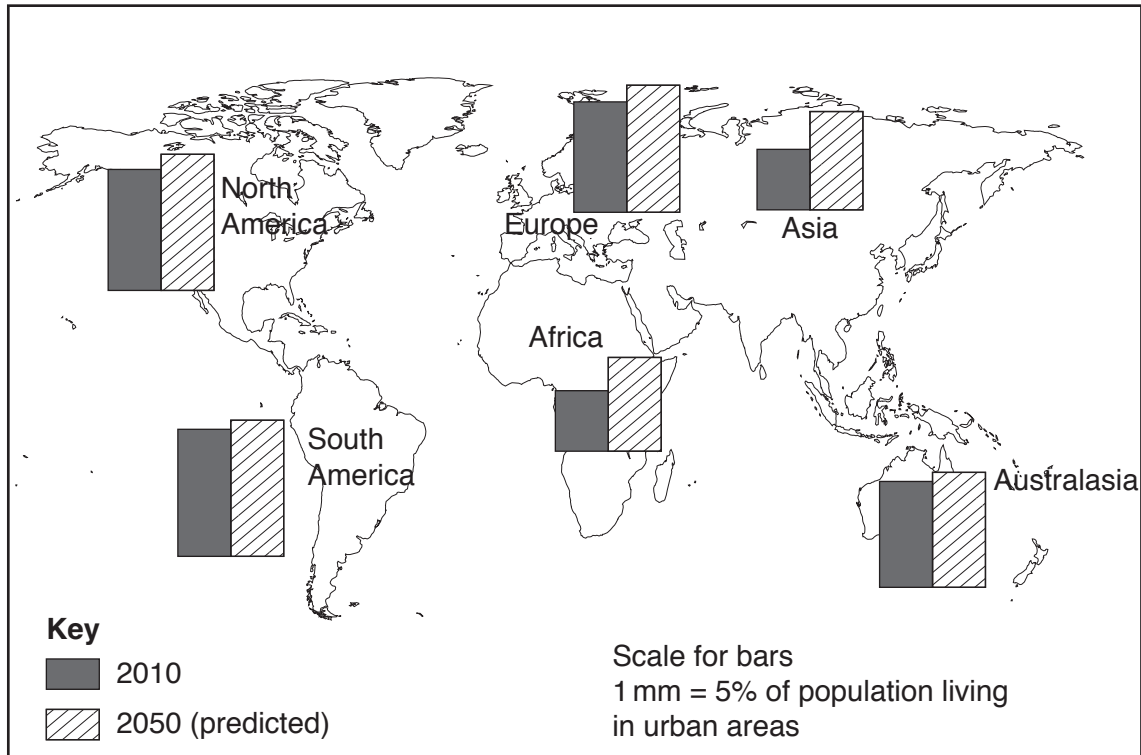 North
America
Europe
Asia
Africa
South
America
Australasia
Key
2010
2050 (predicted)
Scale for bars
1 mm = 5% of population living
in urban areas